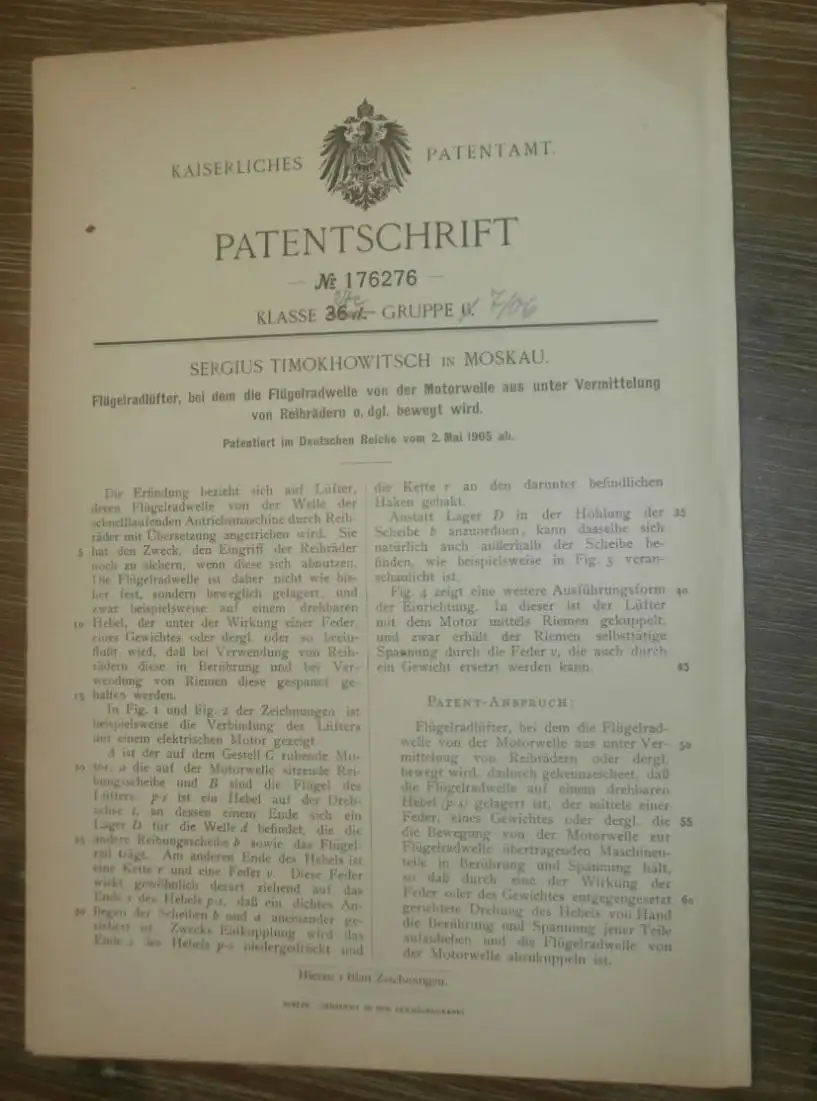 KAISERLICHES PATENTAMT.
PATENTSCHRIFT
— № 176276 —
KLASSE 36 d. GRUPPE 7/06
SERGIUS TIMOKHOWITSCH IN MOSKAU.
Flügelradlüfter, bei dem die Flügelradwelle von der Motorwelle aus unter Vermittelung
von Reibrädern o. dgl. bewegt wird.
Patentiert im Deutschen Reiche vom 2. Mai 1905 ab.
Die Erfindung bezieht sich auf Lüfter,
deren Flügelradwelle von der Welle der
schnellaufenden Antriebsmaschine durch Reib-
räder mit Übersetzung angetrieben wird. Sie
5 hat den Zweck, den Eingriff der Reibräder
noch zu sichern, wenn diese sich abnutzen.
Die Flügelradwelle ist daher nicht wie bis-
her fest, sondern beweglich gelagert, und
zwar beispielsweise auf einem drehbaren
10 Hebel, der unter der Wirkung einer Feder,
eines Gewichtes oder dergl. oder so beein-
flußt wird, daß bei Verwendung von Reib-
rädern diese in Berührung und bei Ver-
wendung von Riemen diese gespannt ge-
15 halten werden.
In Fig. 1 und Fig. 2 der Zeichnungen ist
beispielsweise die Verbindung des Lüfters
mit einem elektrischen Motor gezeigt.
A ist der auf dem Gestell C ruhende Mo-
20 tor, a die auf der Motorwelle sitzende Rei-
bungsscheibe und B sind die Flügel des
Lüfters. p-s ist ein Hebel auf der Dreh-
achse t, an dessen einem Ende sich ein
Lager D für die Welle d befindet, die die
25 andere Reibungsscheibe b sowie das Flügel-
rad trägt. Am anderen Ende des Hebels ist
eine Kette r und eine Feder v. Diese Feder
wirkt gewöhnlich derart ziehend auf das
Ende s des Hebels p-s, daß ein dichtes An-
30 liegen der Scheiben b und a aneinander ge-
sichert ist. Zwecks Entkupplung wird das
Ende s des Hebels p-s niedergedrückt und
die Kette r an den darunter befindlichen
Haken gehakt.
Anstatt Lager D in der Höhlung der 35
Scheibe b anzuordnen, kann dasselbe sich
natürlich auch außerhalb der Scheibe be-
finden, wie beispielsweise in Fig. 3 veran-
schaulicht ist.
Fig. 4 zeigt eine weitere Ausführungsform 40
der Einrichtung. In dieser ist der Lüfter
mit dem Motor mittels Riemen gekuppelt,
und zwar erhält der Riemen selbsttätige
Spannung durch die Feder v, die auch durch
ein Gewicht ersetzt werden kann. 45
PATENT-ANSPRUCH:
Flügelradlüfter, bei dem die Flügelrad-
welle von der Motorwelle aus unter Ver- 50
mittelung von Reibrädern oder dergl.
bewegt wird, dadurch gekennzeichnet, daß
die Flügelradwelle auf einem drehbaren
Hebel (p-s) gelagert ist, der mittels einer
Feder, eines Gewichtes oder dergl. die 55
die Bewegung von der Motorwelle zur
Flügelradwelle übertragenden Maschinen-
teile in Berührung und Spannung hält,
so daß durch eine der Wirkung der
Feder oder des Gewichtes entgegengesetzt 60
gerichtete Drehung des Hebels von Hand
die Berührung und Spannung jener Teile
aufzuheben und die Flügelradwelle von
der Motorwelle abzukuppeln ist.
Hierzu 1 Blatt Zeichnungen.
BERLIN. GEDRUCKT IN DER REICHSDRUCKEREI.